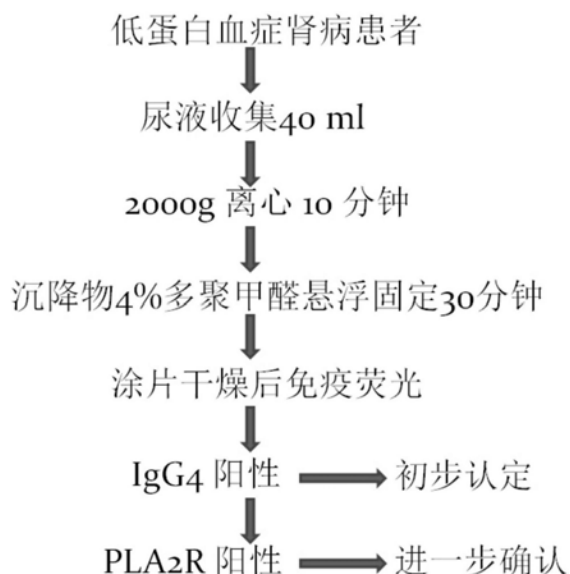 低蛋白血症肾病患者
尿液收集40 ml
2000g 离心 10 分钟
沉降物4%多聚甲醛悬浮固定30分钟
涂片干燥后免疫荧光
IgG4 阳性 初步认定
PLA2R 阳性 进一步确认